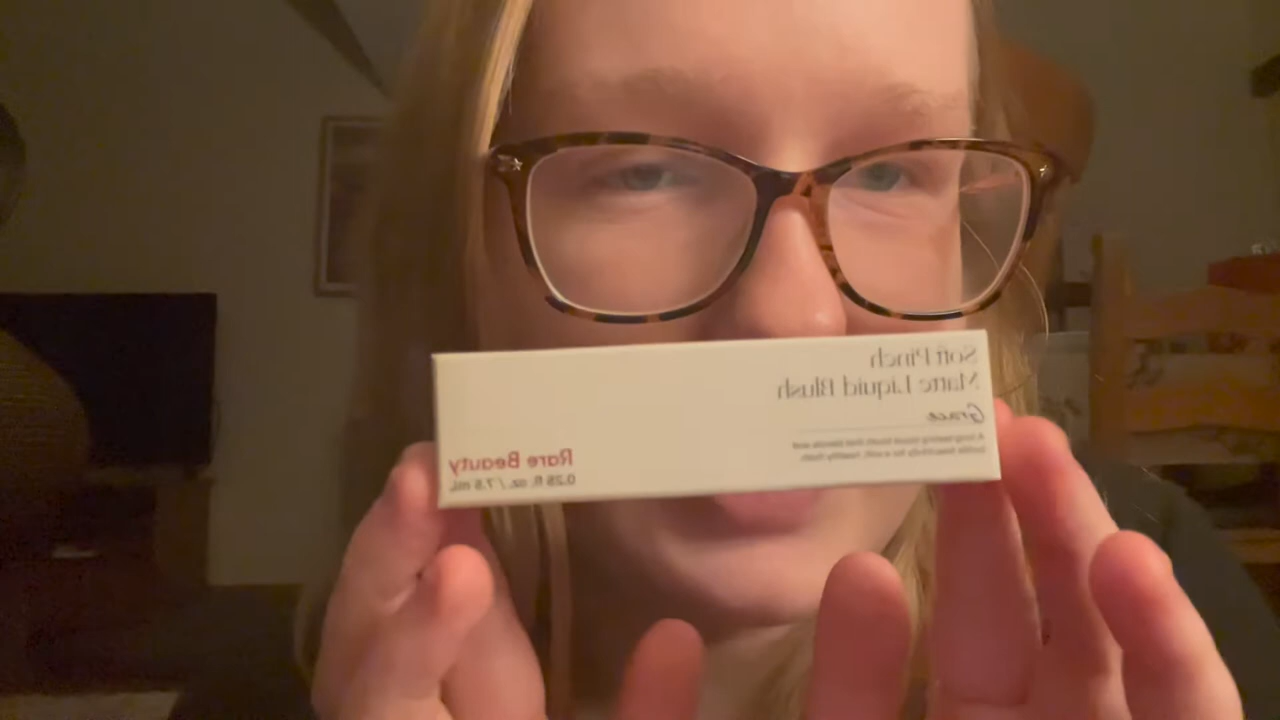 Soft Pinch
Matte Liquid Blush
Grace
A long-lasting liquid blush that blends and
builds beautifully for a soft, healthy flush.
Rare Beauty
0.25 fl. oz. / 7.5 mL